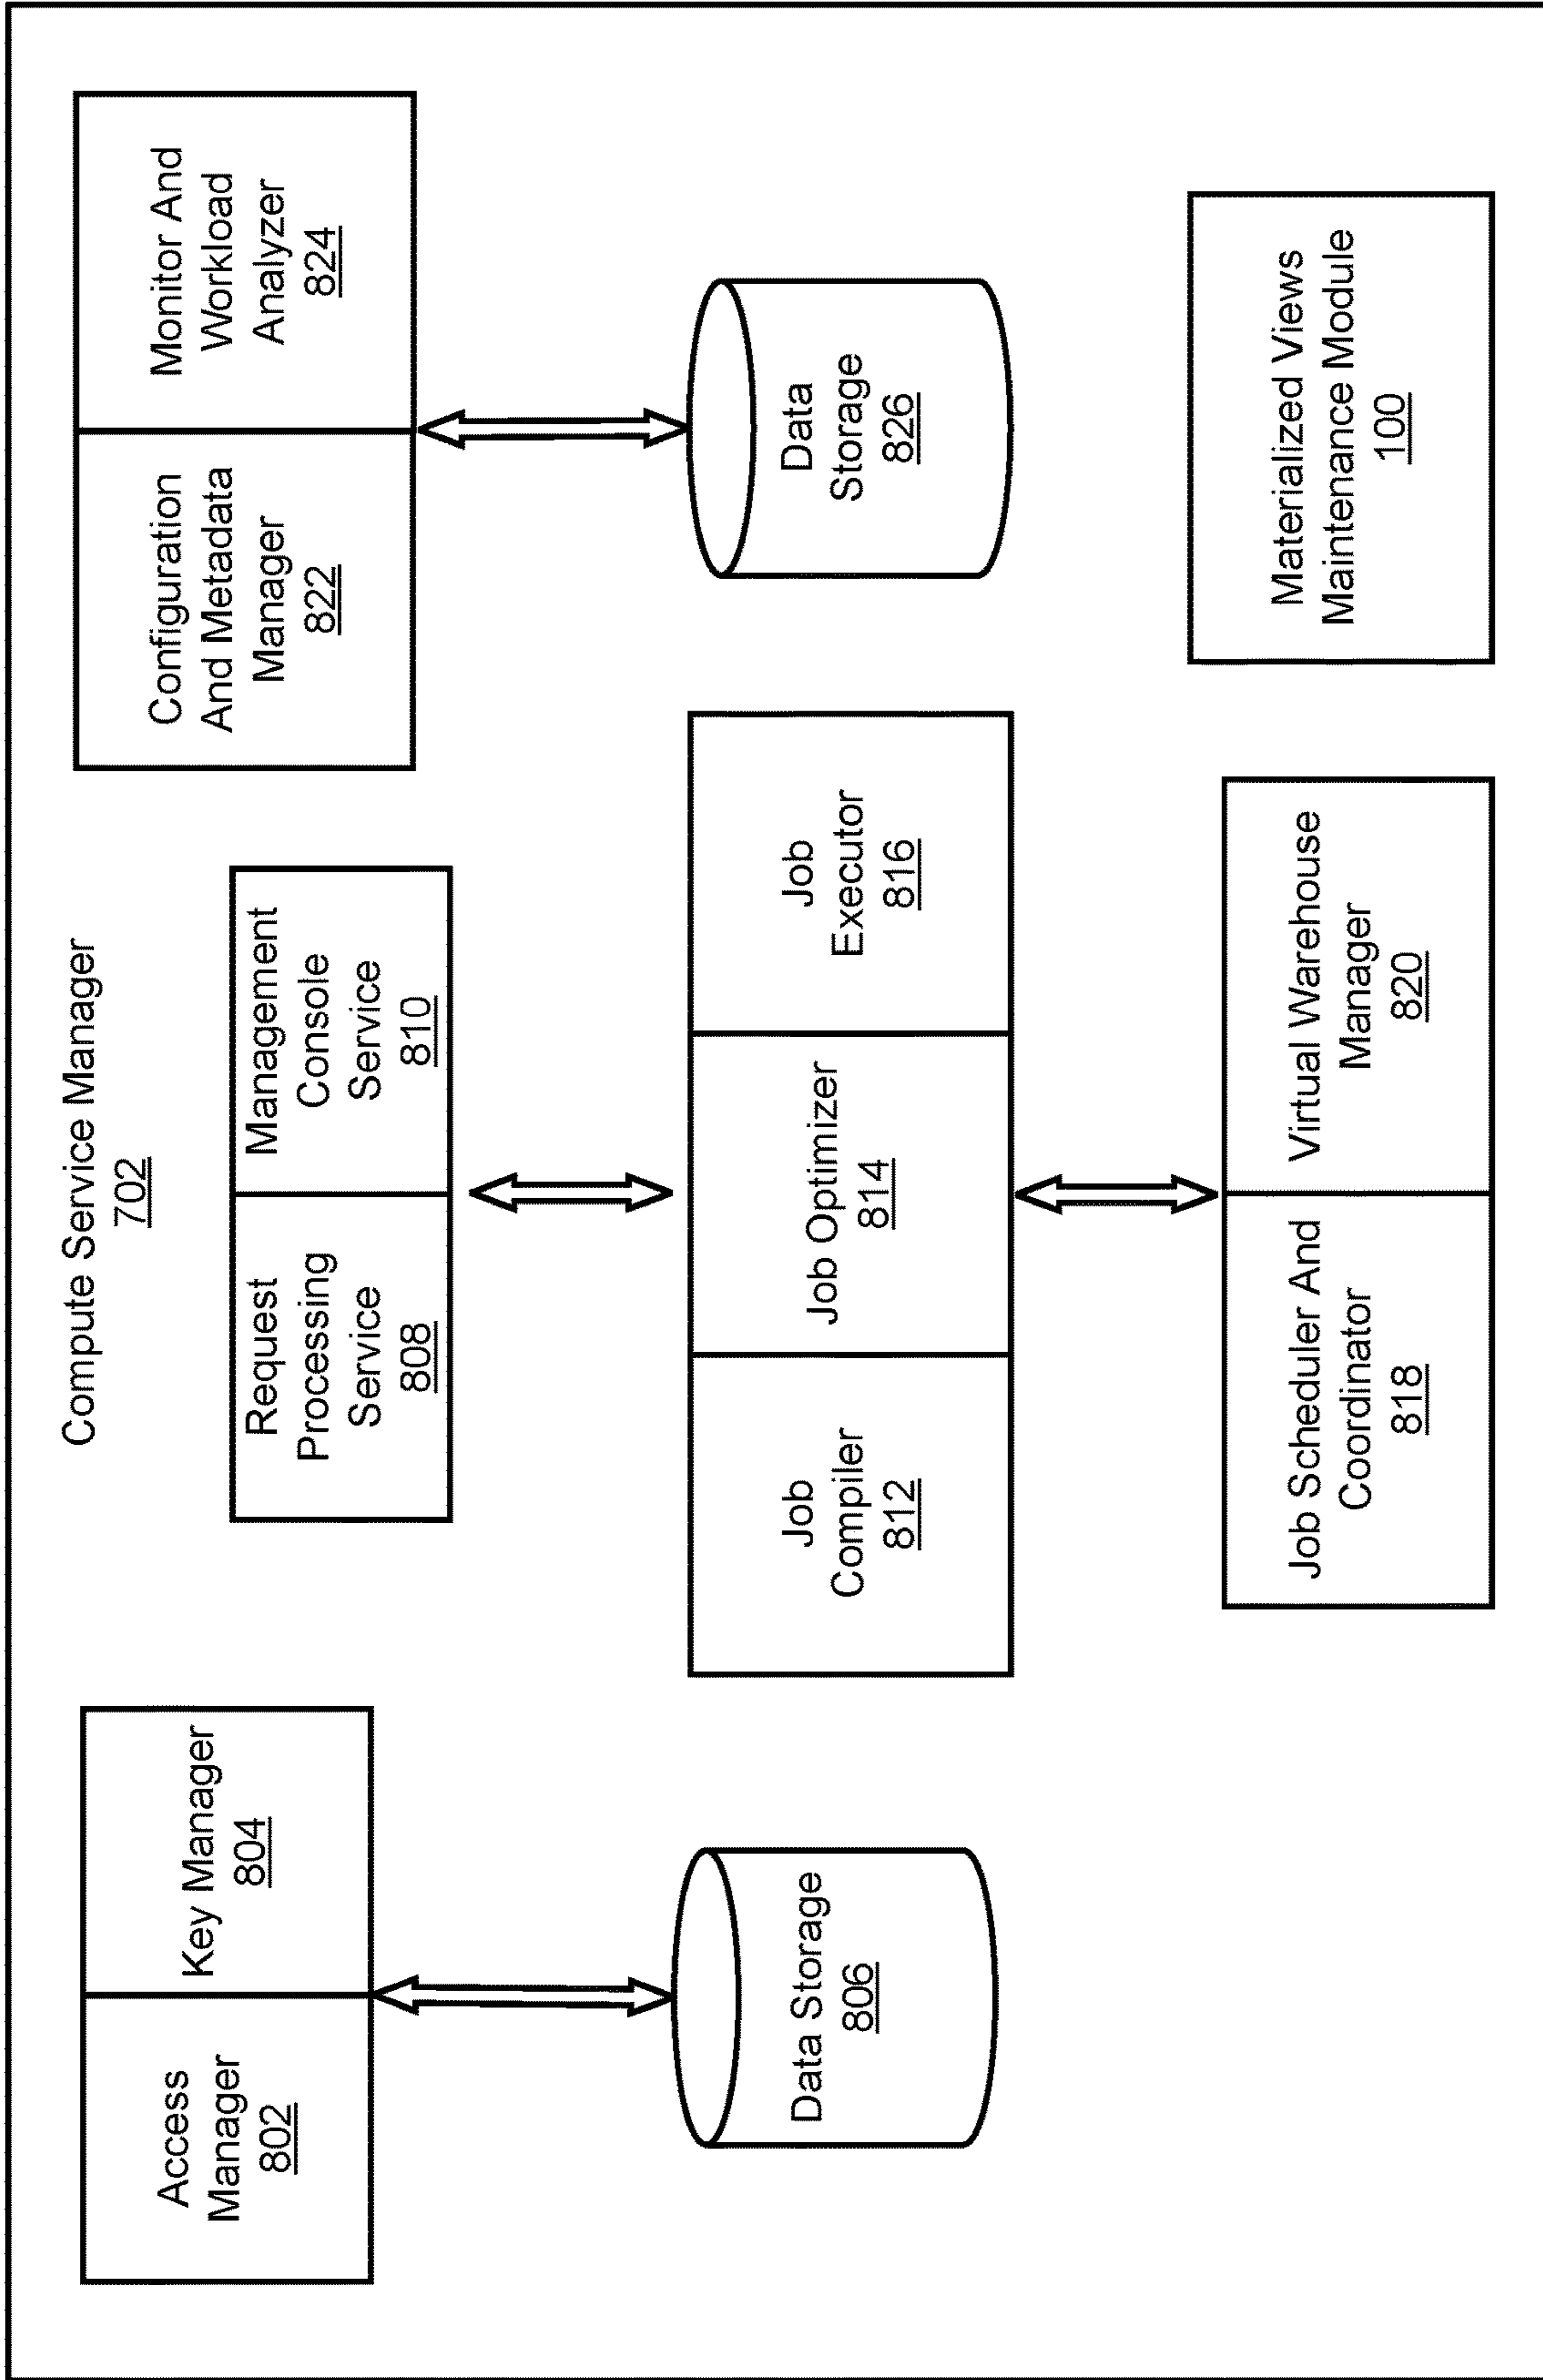 Compute Service Manager
702
Access
Manager
802
Key Manager
804
Request
Processing
Service
808
Management
Console
Service
810
Configuration
And Metadata
Manager
822
Monitor And
Workload
Analyzer
824
Data Storage
806
Job
Compiler
812
Job Optimizer
814
Job
Executor
816
Data
Storage
826
Job Scheduler And
Coordinator
818
Virtual Warehouse
Manager
820
Materialized Views
Maintenance Module
100